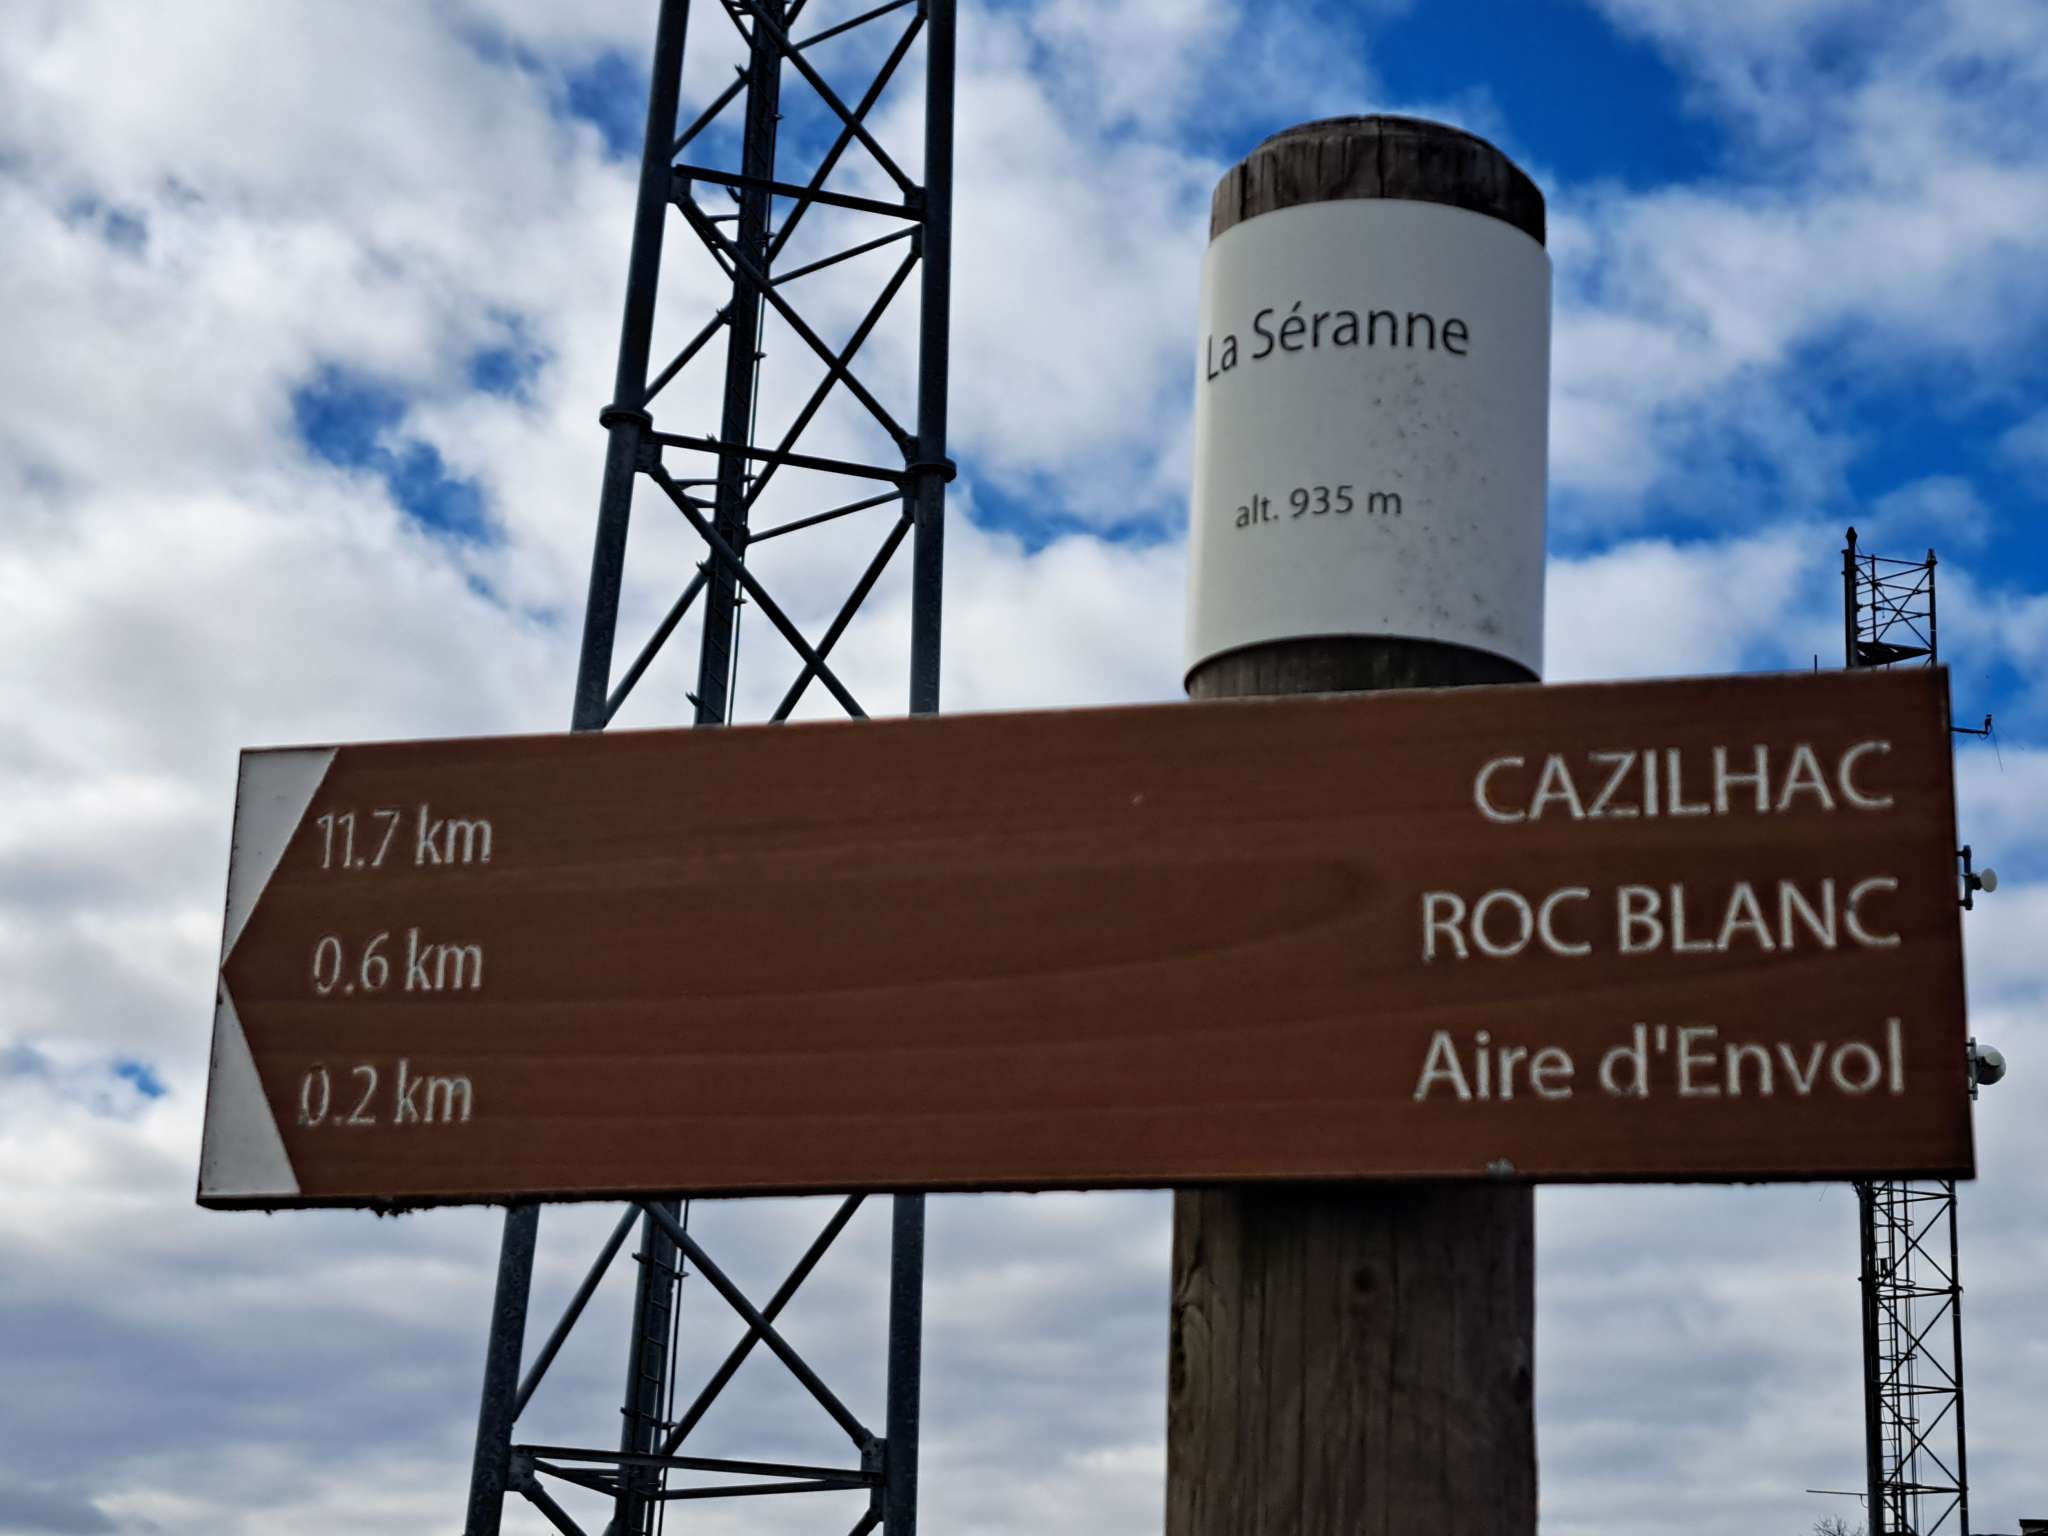 La Séranne
alt. 935 m
11.7 km CAZILHAC
0.6 km ROC BLANC
0.2 km Aire d'Envol